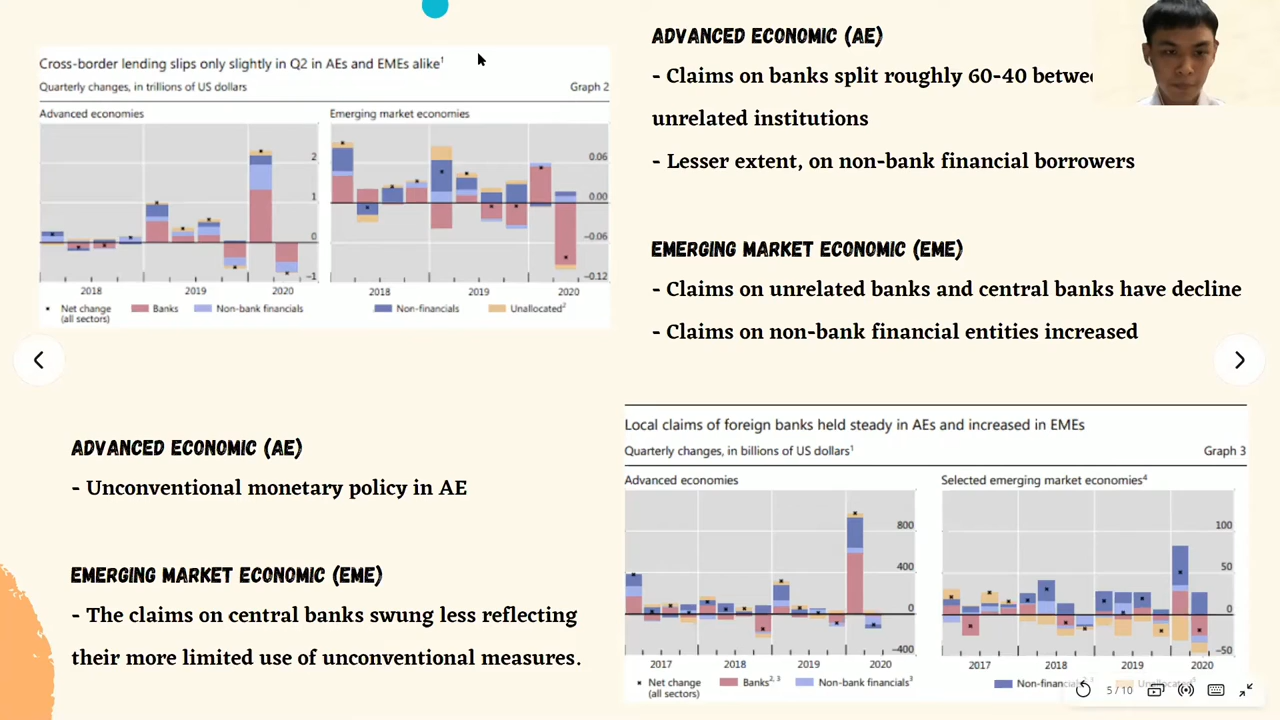 Cross-border lending slips only slightly in Q2 in AEs and EMEs alike¹
Quarterly changes, in trillions of US dollars
Graph 2
Advanced economies
Emerging market economies
2
1
0
–1
0.06
0.00
–0.06
–0.12
2018
2019
2020
2018
2019
2020
Net change
(all sectors)
Banks
Non-bank financials
Non-financials
Unallocated²
ADVANCED ECONOMIC (AE)
- Claims on banks split roughly 60-40
unrelated institutions
- Lesser extent, on non-bank financial borrowers
EMERGING MARKET ECONOMIC (EME)
- Claims on unrelated banks and central banks have decline
- Claims on non-bank financial entities increased
ADVANCED ECONOMIC (AE)
- Unconventional monetary policy in AE
EMERGING MARKET ECONOMIC (EME)
- The claims on central banks swung less reflecting
their more limited use of unconventional measures.
Local claims of foreign banks held steady in AEs and increased in EMEs
Quarterly changes, in billions of US dollars¹
Graph 3
Advanced economies
Selected emerging market economies⁴
800
400
0
–400
100
50
0
–50
2017
2018
2019
2020
2017
2018
2019
2020
Net change
(all sectors)
Banks²˒ ³
Non-bank financials³
5 / 10